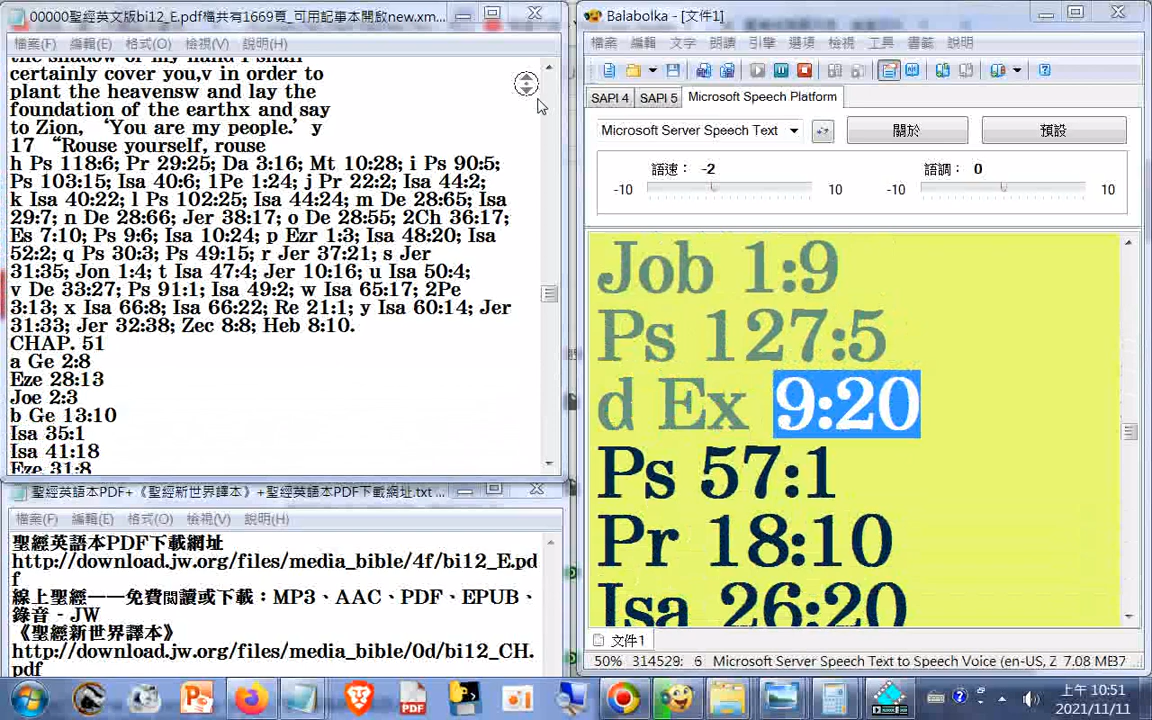 00000聖經英文版bi12_E.pdf檔共有1669頁_可用記事本開啟new.xm...
檔案(F) 編輯(E) 格式(O) 檢視(V) 說明(H)
the shadow of my hand I shall
certainly cover you,v in order to
plant the heavensw and lay the
foundation of the earthx and say
to Zion, ‘You are my people.’ y
17 “Rouse yourself, rouse
h Ps 118:6; Pr 29:25; Da 3:16; Mt 10:28; i Ps 90:5;
Ps 103:15; Isa 40:6; 1Pe 1:24; j Pr 22:2; Isa 44:2;
k Isa 40:22; l Ps 102:25; Isa 44:24; m De 28:65; Isa
29:7; n De 28:66; Jer 38:17; o De 28:55; 2Ch 36:17;
Es 7:10; Ps 9:6; Isa 10:24; p Ezr 1:3; Isa 48:20; Isa
52:2; q Ps 30:3; Ps 49:15; r Jer 37:21; s Jer
31:35; Jon 1:4; t Isa 47:4; Jer 10:16; u Isa 50:4;
v De 33:27; Ps 91:1; Isa 49:2; w Isa 65:17; 2Pe
3:13; x Isa 66:8; Isa 66:22; Re 21:1; y Isa 60:14; Jer
31:33; Jer 32:38; Zec 8:8; Heb 8:10.
CHAP. 51
a Ge 2:8
Eze 28:13
Joe 2:3
b Ge 13:10
Isa 35:1
Isa 41:18
Eze 31:8
聖經英語本PDF+《聖經新世界譯本》+聖經英語本PDF下載網址.txt ...
檔案(F) 編輯(E) 格式(O) 檢視(V) 說明(H)
聖經英語本PDF下載網址
http://download.jw.org/files/media_bible/4f/bi12_E.pd
f
線上聖經——免費閱讀或下載：MP3、AAC、PDF、EPUB、
錄音 - JW
《聖經新世界譯本》
http://download.jw.org/files/media_bible/0d/bi12_CH.
pdf
Balabolka - [文件1]
檔案 編輯 文字 朗讀 引擎 選項 檢視 工具 書籤 說明
SAPI 4 SAPI 5 Microsoft Speech Platform
Microsoft Server Speech Text 關於 預設
語速： -2 語調： 0
-10 10 -10 10
Job 1:9
Ps 127:5
d Ex 9:20
Ps 57:1
Pr 18:10
Isa 26:20
文件1
50% 314529: 6 Microsoft Server Speech Text to Speech Voice (en-US, Z 7.08 MB37
上午 10:51
2021/11/11